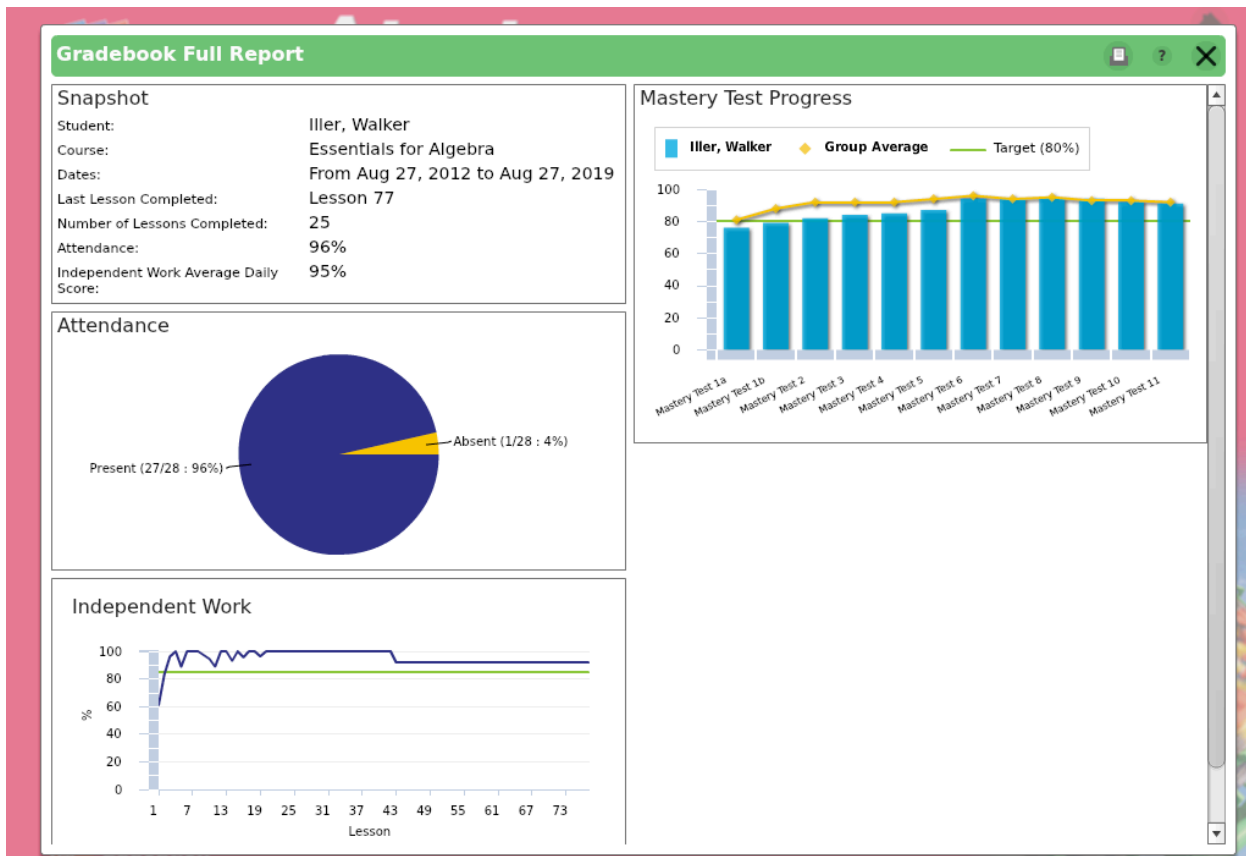 Gradebook Full Report
?
Snapshot
Student: Iller, Walker
Course: Essentials for Algebra
Dates: From Aug 27, 2012 to Aug 27, 2019
Last Lesson Completed: Lesson 77
Number of Lessons Completed: 25
Attendance: 96%
Independent Work Average Daily 95%
Score:
Attendance
Absent (1/28 : 4%)
Present (27/28 : 96%)
Independent Work
100
80
60
40
20
0
%
1 7 13 19 25 31 37 43 49 55 61 67 73
Lesson
Mastery Test Progress
Iller, Walker Group Average Target (80%)
100
80
60
40
20
0
Mastery Test 1a
Mastery Test 1b
Mastery Test 2
Mastery Test 3
Mastery Test 4
Mastery Test 5
Mastery Test 6
Mastery Test 7
Mastery Test 8
Mastery Test 9
Mastery Test 10
Mastery Test 11